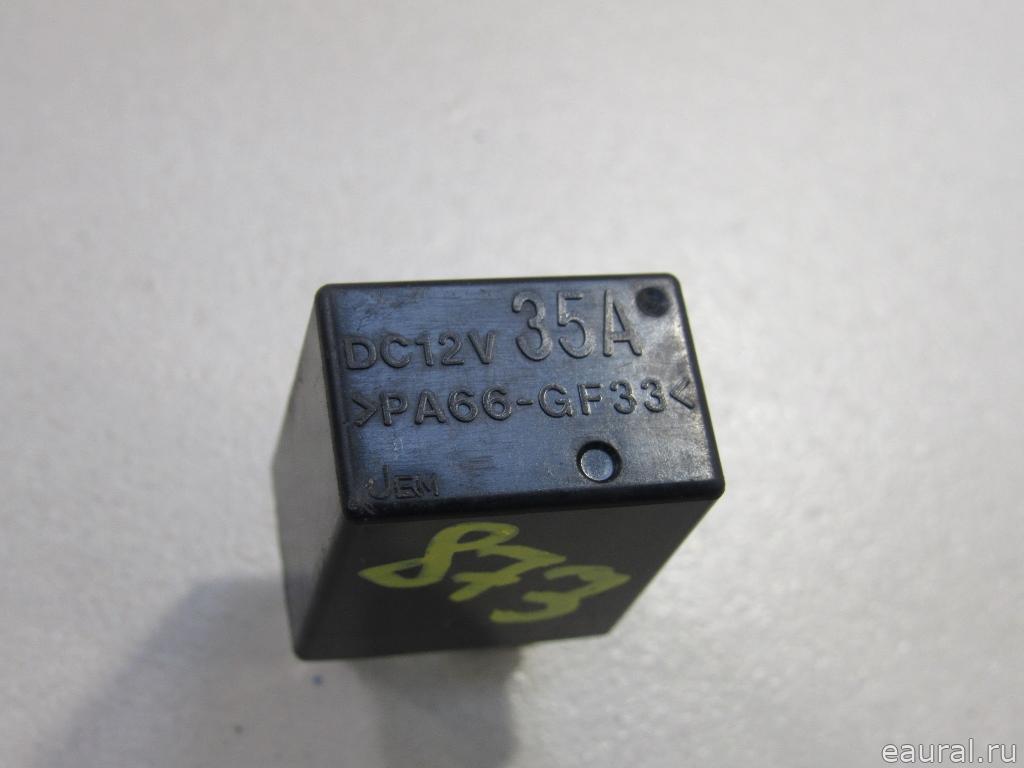 DC12V 35A
>PA66-GF33<
JEM
873
eaural.ru